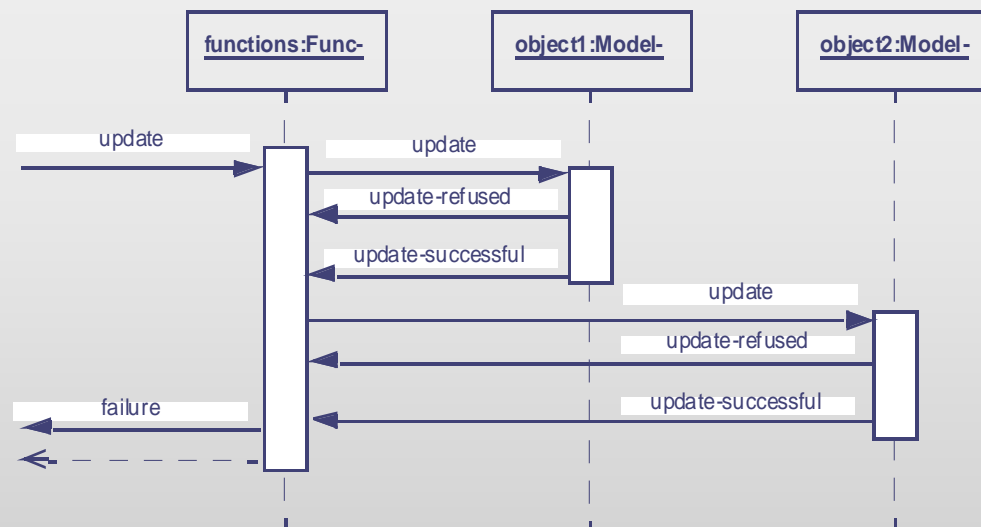 functions:Func-
object1:Model-
object2:Model-
update
update
update-refused
update-successful
update
update-refused
update-successful
failure